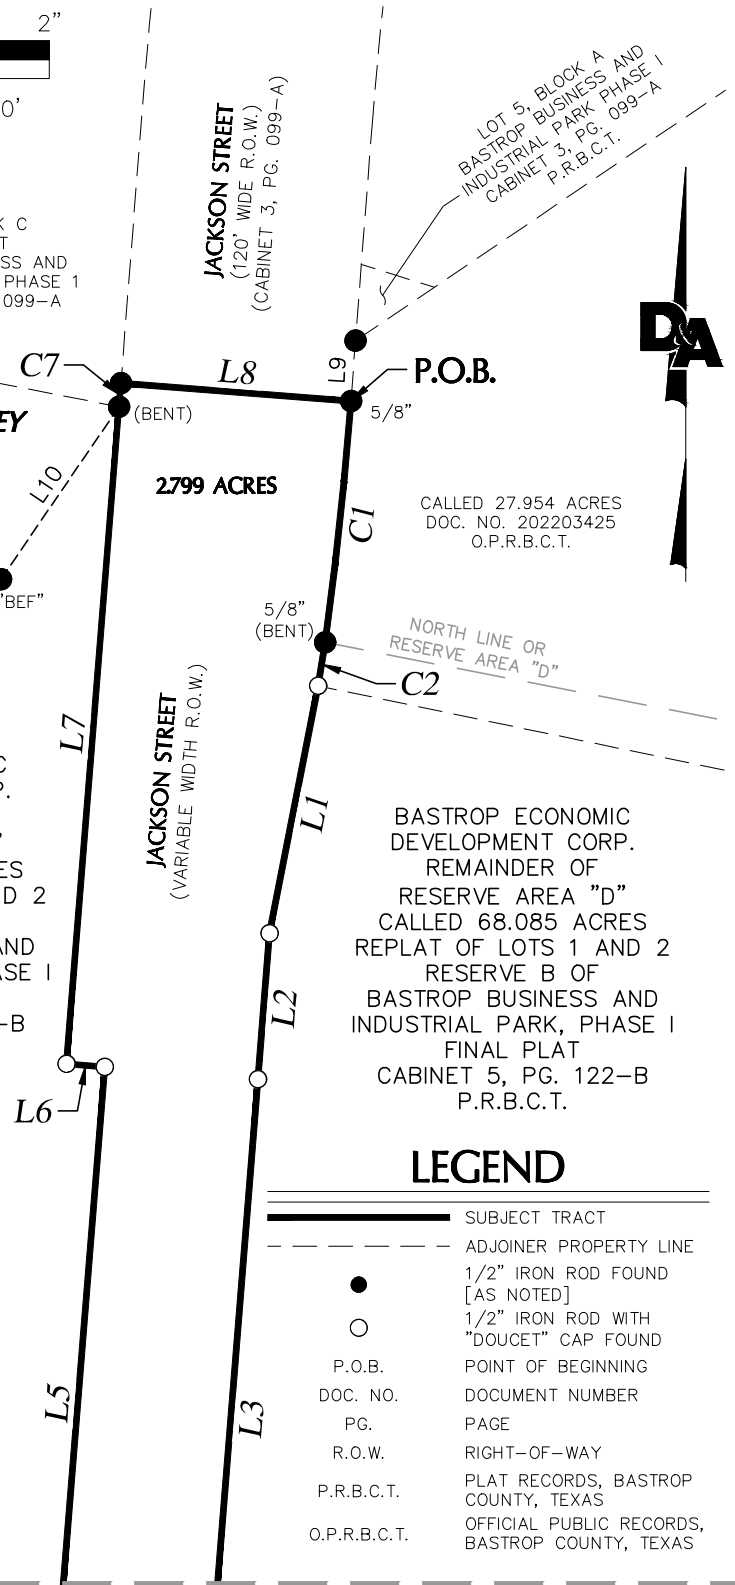 2"
0'
JACKSON STREET
(120' WIDE R.O.W.)
(CABINET 3, PG. 099-A)
LOT 5, BLOCK A
BASTROP BUSINESS AND
INDUSTRIAL PARK PHASE I
CABINET 3, PG. 099-A
P.R.B.C.T.
K C
T
SS AND
PHASE 1
099-A
D&A
C7
L8
L9
P.O.B.
5/8"
(BENT)
EY
L10
2.799 ACRES
C1
CALLED 27.954 ACRES
DOC. NO. 202203425
O.P.R.B.C.T.
"BEF"
5/8"
(BENT)
NORTH LINE OR
RESERVE AREA "D"
C2
L7
JACKSON STREET
(VARIABLE WIDTH R.O.W.)
L1
C
.
ES
D 2
AND
ASE I
-B
BASTROP ECONOMIC
DEVELOPMENT CORP.
REMAINDER OF
RESERVE AREA "D"
CALLED 68.085 ACRES
REPLAT OF LOTS 1 AND 2
RESERVE B OF
BASTROP BUSINESS AND
INDUSTRIAL PARK, PHASE I
FINAL PLAT
CABINET 5, PG. 122-B
P.R.B.C.T.
L2
L6
L5
L3
LEGEND
SUBJECT TRACT
ADJOINER PROPERTY LINE
1/2" IRON ROD FOUND
[AS NOTED]
1/2" IRON ROD WITH
"DOUCET" CAP FOUND
P.O.B. POINT OF BEGINNING
DOC. NO. DOCUMENT NUMBER
PG. PAGE
R.O.W. RIGHT-OF-WAY
P.R.B.C.T. PLAT RECORDS, BASTROP
COUNTY, TEXAS
O.P.R.B.C.T. OFFICIAL PUBLIC RECORDS,
BASTROP COUNTY, TEXAS